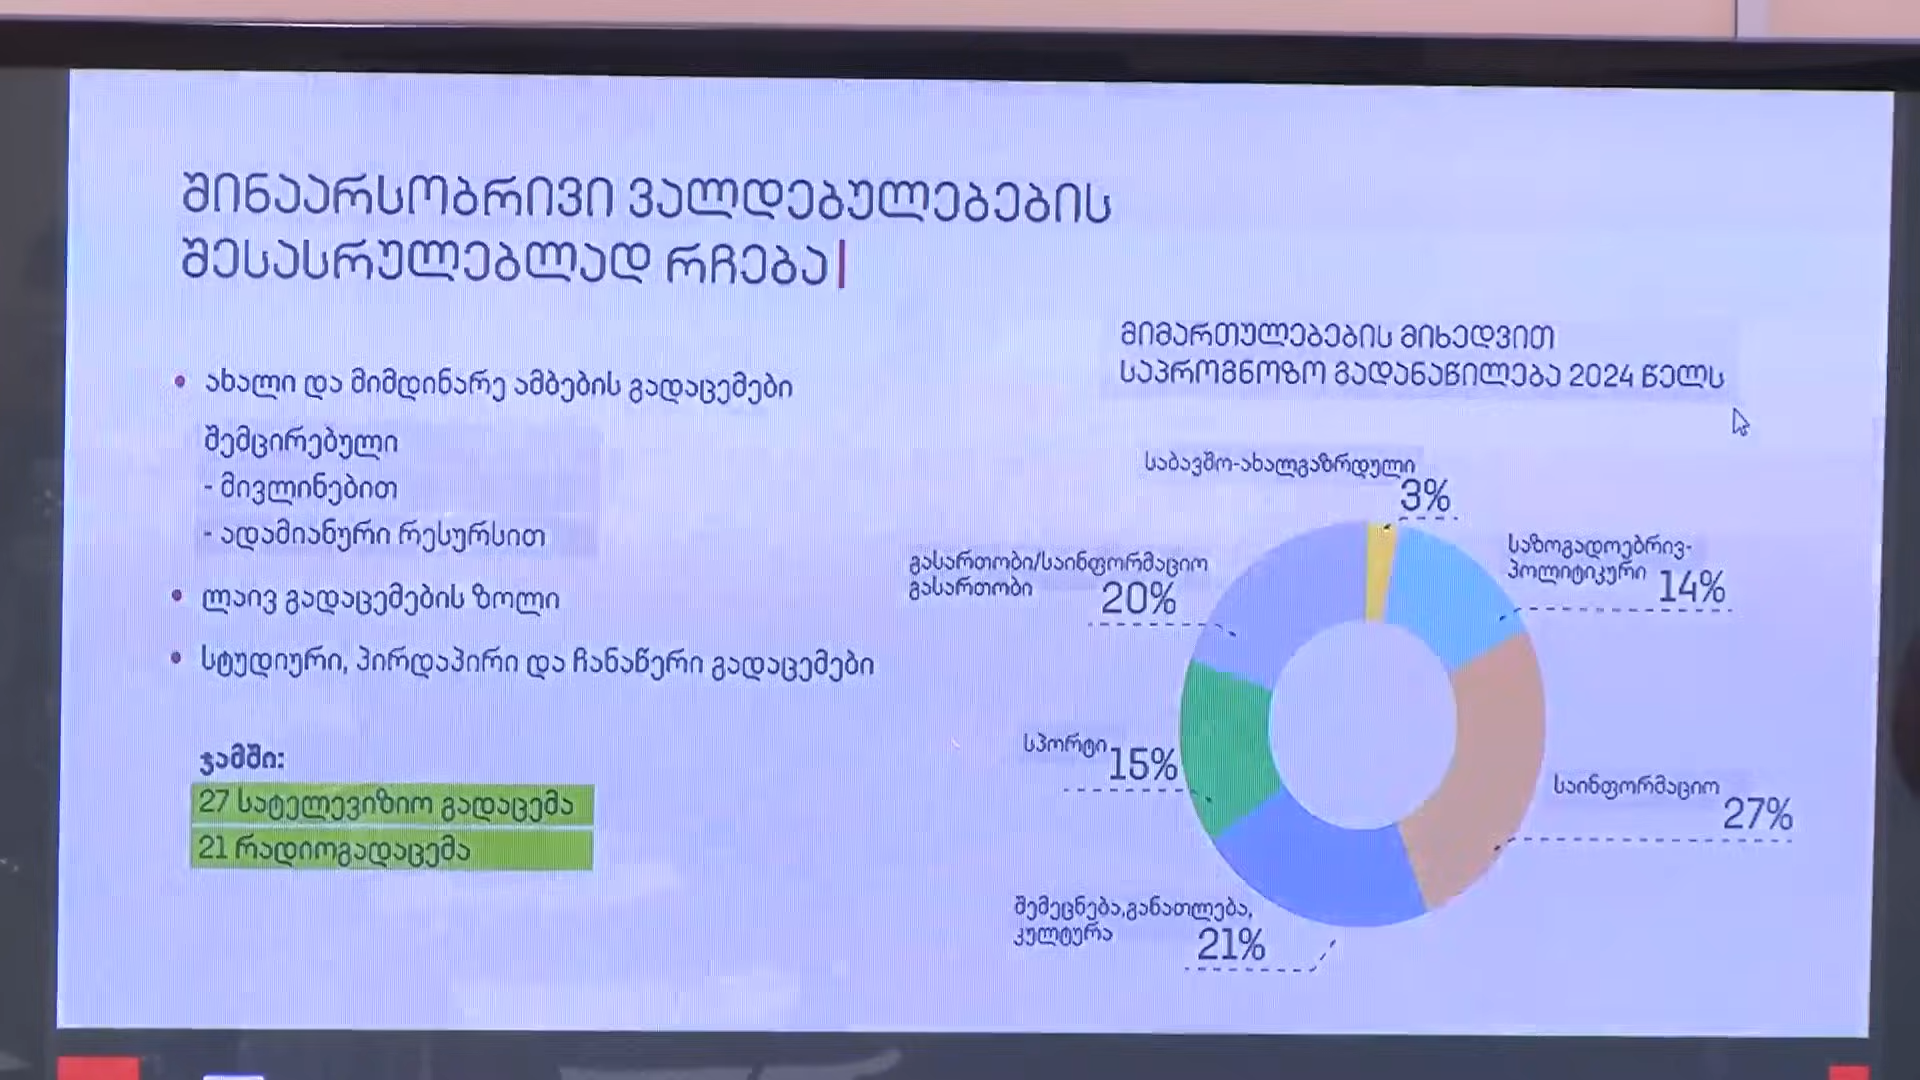 შინაარსობრივი ვალდებულებების
შესასრულებლად რჩება
• ახალი და მიმდინარე ამბების გადაცემები
შემცირებული
- მივლინებით
- ადამიანური რესურსით
• ლაივ გადაცემების ზოლი
• სტუდიური, პირდაპირი და ჩანაწერი გადაცემები
ჯამში:
27 სატელევიზიო გადაცემა
21 რადიოგადაცემა
მიმართულებების მიხედვით
საპროგნოზო გადანაწილება 2024 წელს
საბავშო-ახალგაზრდული
3%
საზოგადოებრივ-
პოლიტიკური 14%
საინფორმაციო
27%
შემეცნება,განათლება,
კულტურა 21%
სპორტი 15%
გასართობი/საინფორმაციო
გასართობი 20%